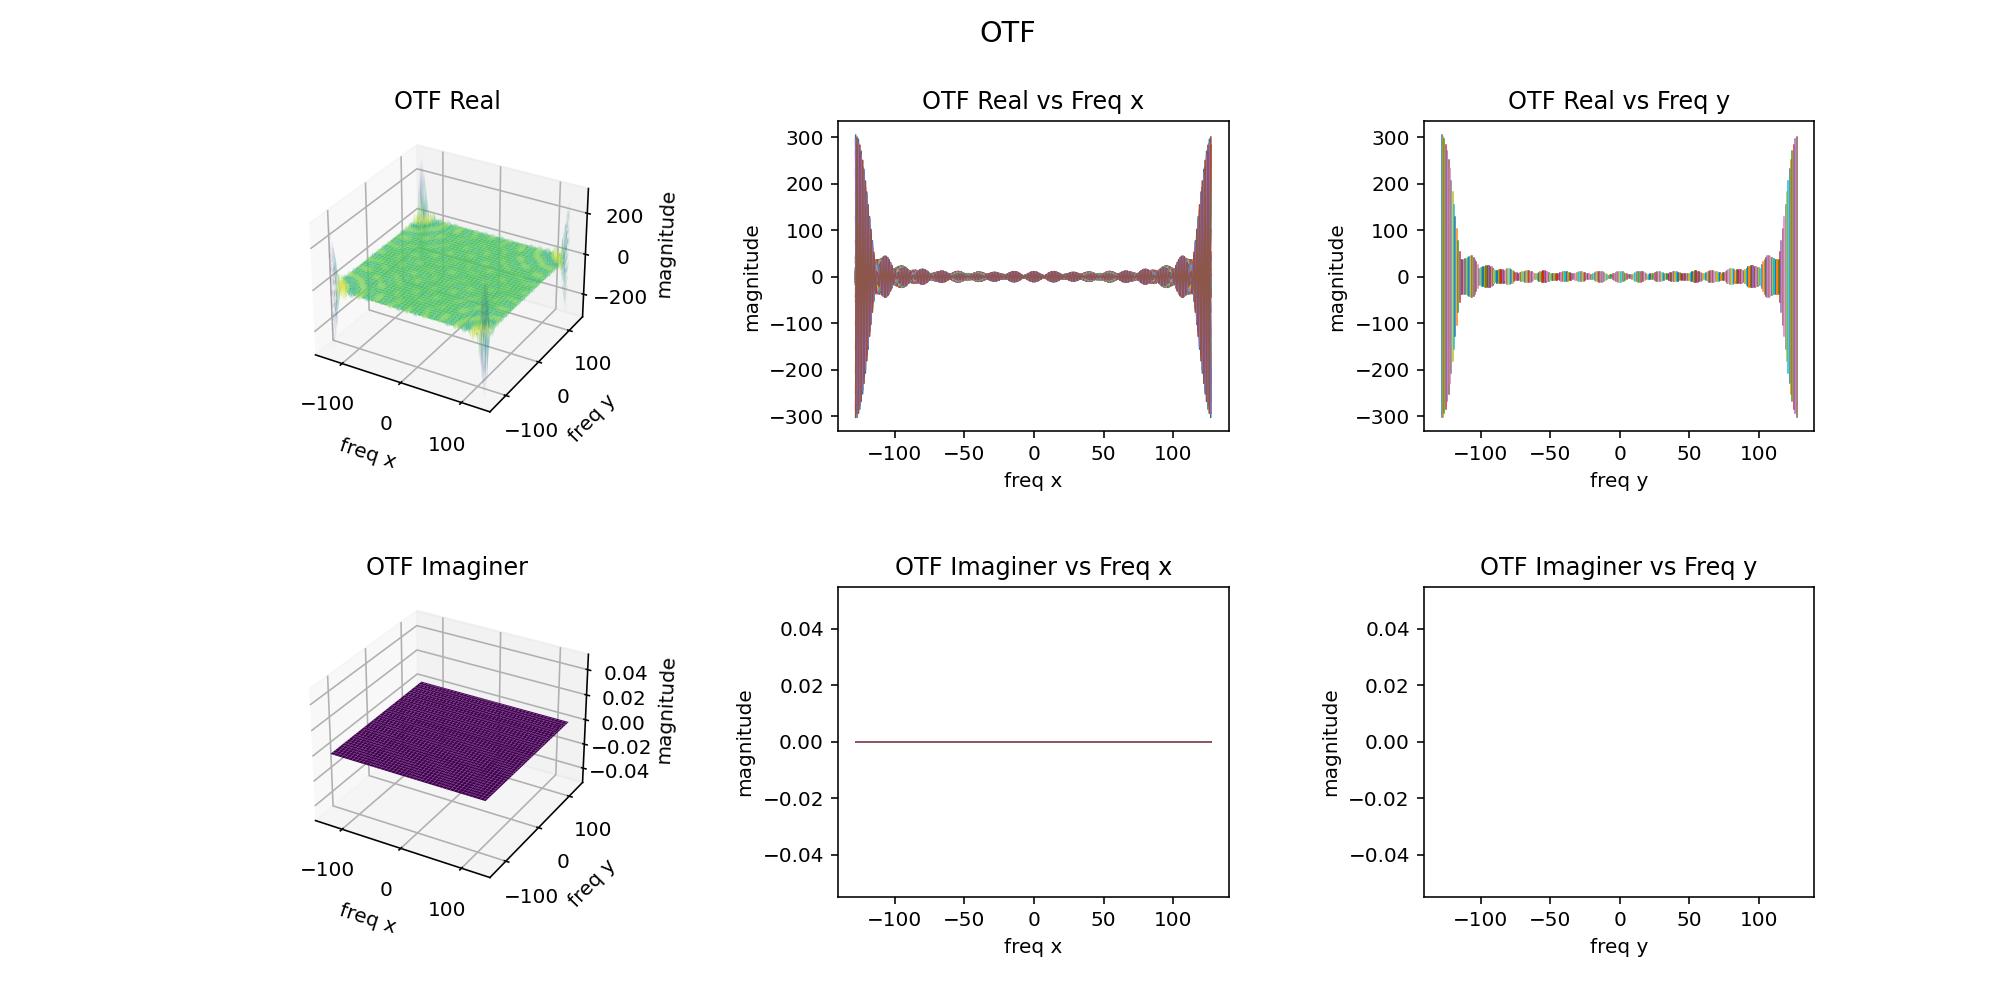 OTF
OTF Real
200
0
−200
magnitude
−100
0
100
freq x
−100
0
100
freq y
OTF Real vs Freq x
300
200
100
0
−100
−200
−300
magnitude
−100 −50 0 50 100
freq x
OTF Real vs Freq y
300
200
100
0
−100
−200
−300
magnitude
−100 −50 0 50 100
freq y
OTF Imaginer
0.04
0.02
0.00
−0.02
−0.04
magnitude
−100
0
100
freq x
−100
0
100
freq y
OTF Imaginer vs Freq x
0.04
0.02
0.00
−0.02
−0.04
magnitude
−100 −50 0 50 100
freq x
OTF Imaginer vs Freq y
0.04
0.02
0.00
−0.02
−0.04
magnitude
−100 −50 0 50 100
freq y